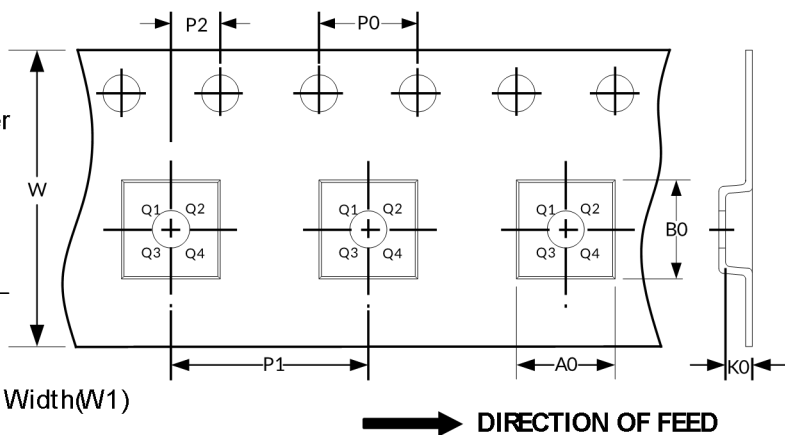 P2
P0
er
W
Q1 Q2
Q3 Q4
Q1 Q2
Q3 Q4
Q1 Q2
Q3 Q4
B0
P1
A0
K0
Width(W1)
DIRECTION OF FEED